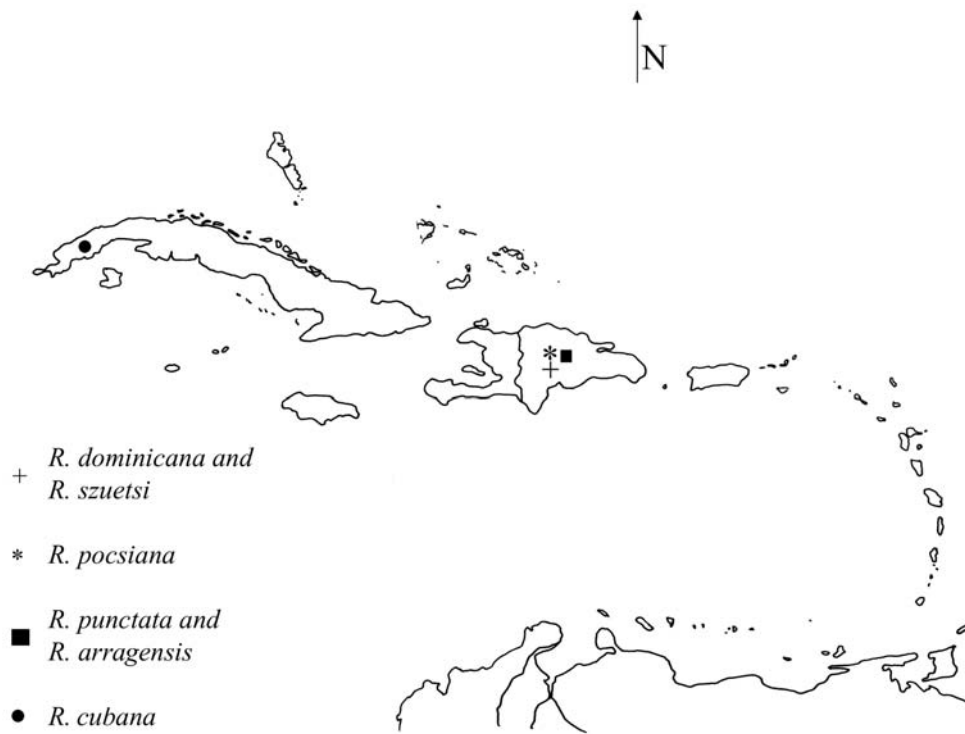 N
R. dominicana and
R. szuetsi
R. pocsiana
R. punctata and
R. arragensis
R. cubana